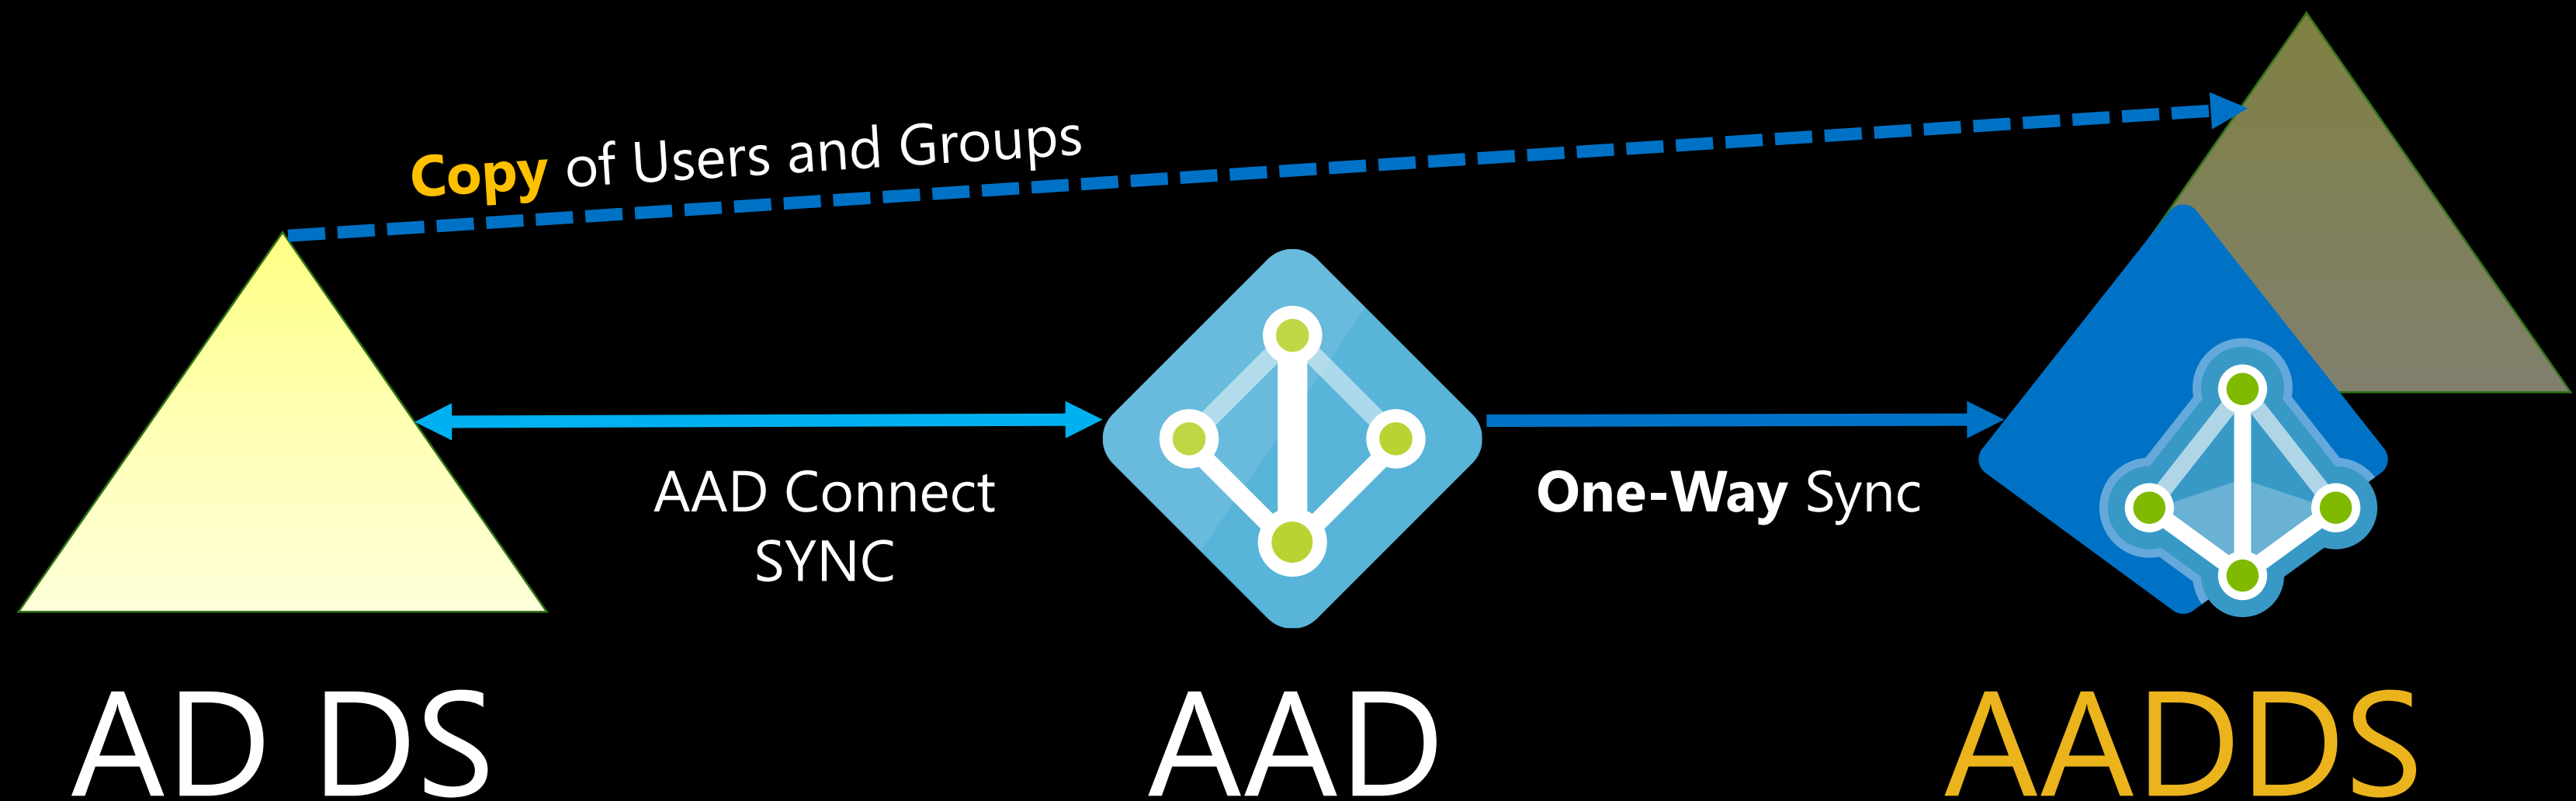 Copy of Users and Groups
AAD Connect
SYNC
One-Way Sync
AD DS
AAD
AADDS